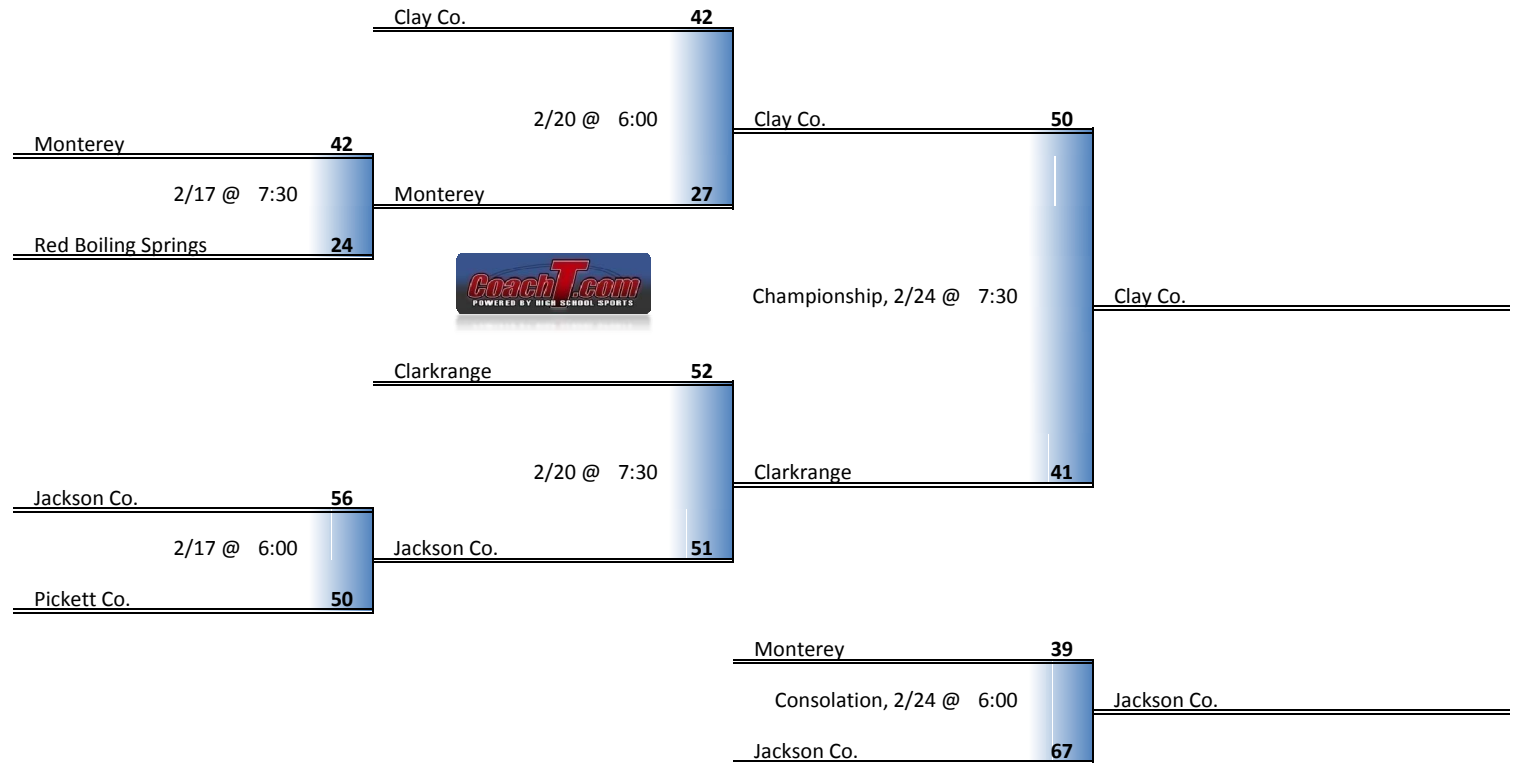 Clay Co. 42
2/20 @ 6:00
Clay Co. 50
Monterey 42
2/17 @ 7:30
Monterey 27
Red Boiling Springs 24
CoachT.com
POWERED BY HIGH SCHOOL SPORTS
Championship, 2/24 @ 7:30
Clay Co.
Clarkrange 52
2/20 @ 7:30
Clarkrange 41
Jackson Co. 56
2/17 @ 6:00
Jackson Co. 51
Pickett Co. 50
Monterey 39
Consolation, 2/24 @ 6:00
Jackson Co.
Jackson Co. 67